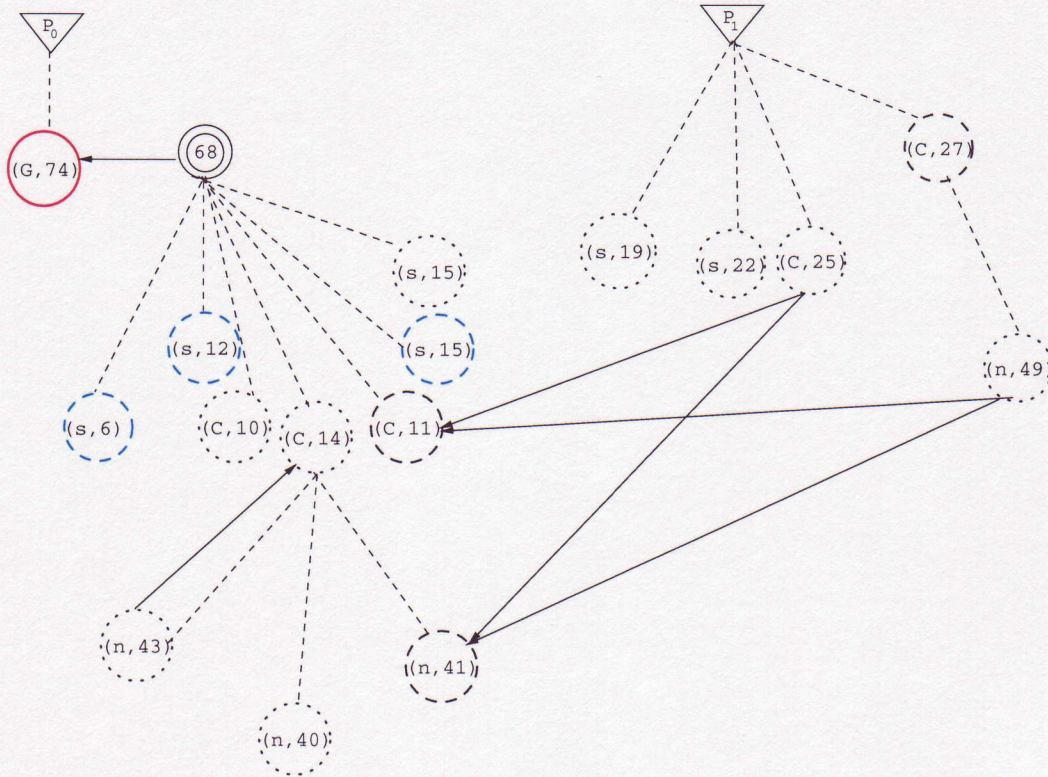 P0
P1
(G,74)
68
(C,27)
(s,15)
(s,19)
(s,22)
(C,25)
(s,12)
(s,15)
(n,49)
(s,6)
(C,10)
(C,14)
(C,11)
(n,43)
(n,41)
(n,40)